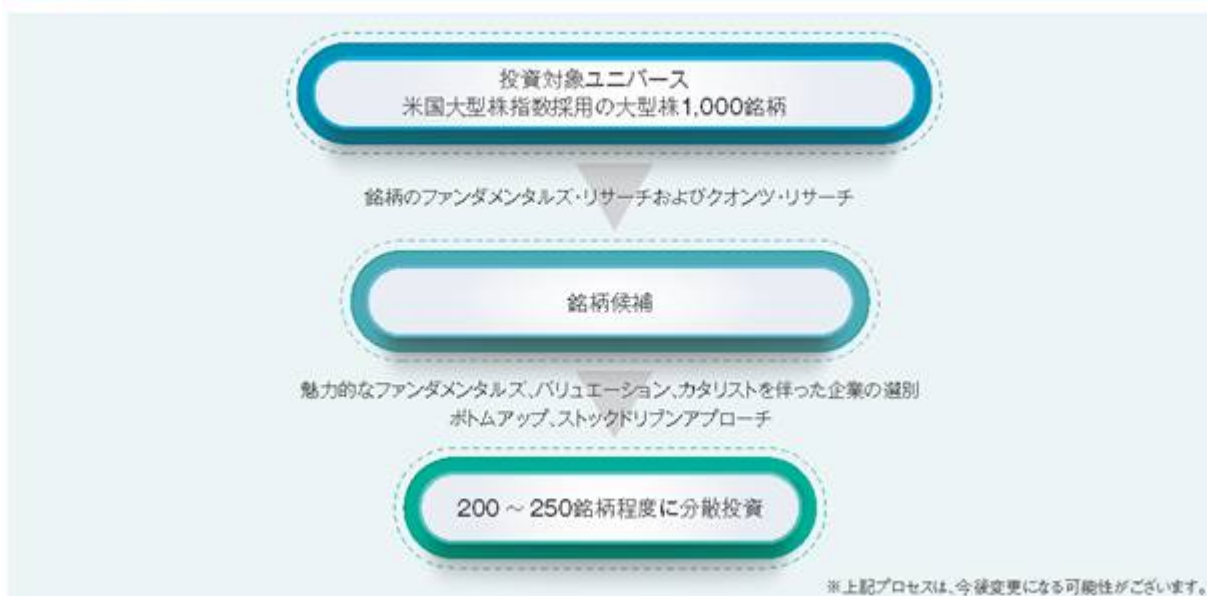 投資対象ユニバース
米国大型株指数採用の大型株1,000銘柄
銘柄のファンダメンタルズ・リサーチおよびクオンツ・リサーチ
銘柄候補
魅力的なファンダメンタルズ、バリュエーション、カタリストを伴った企業の選別
ボトムアップ、ストックドリブンアプローチ
200 ～ 250銘柄程度に分散投資
※上記プロセスは、今後変更になる可能性がございます。